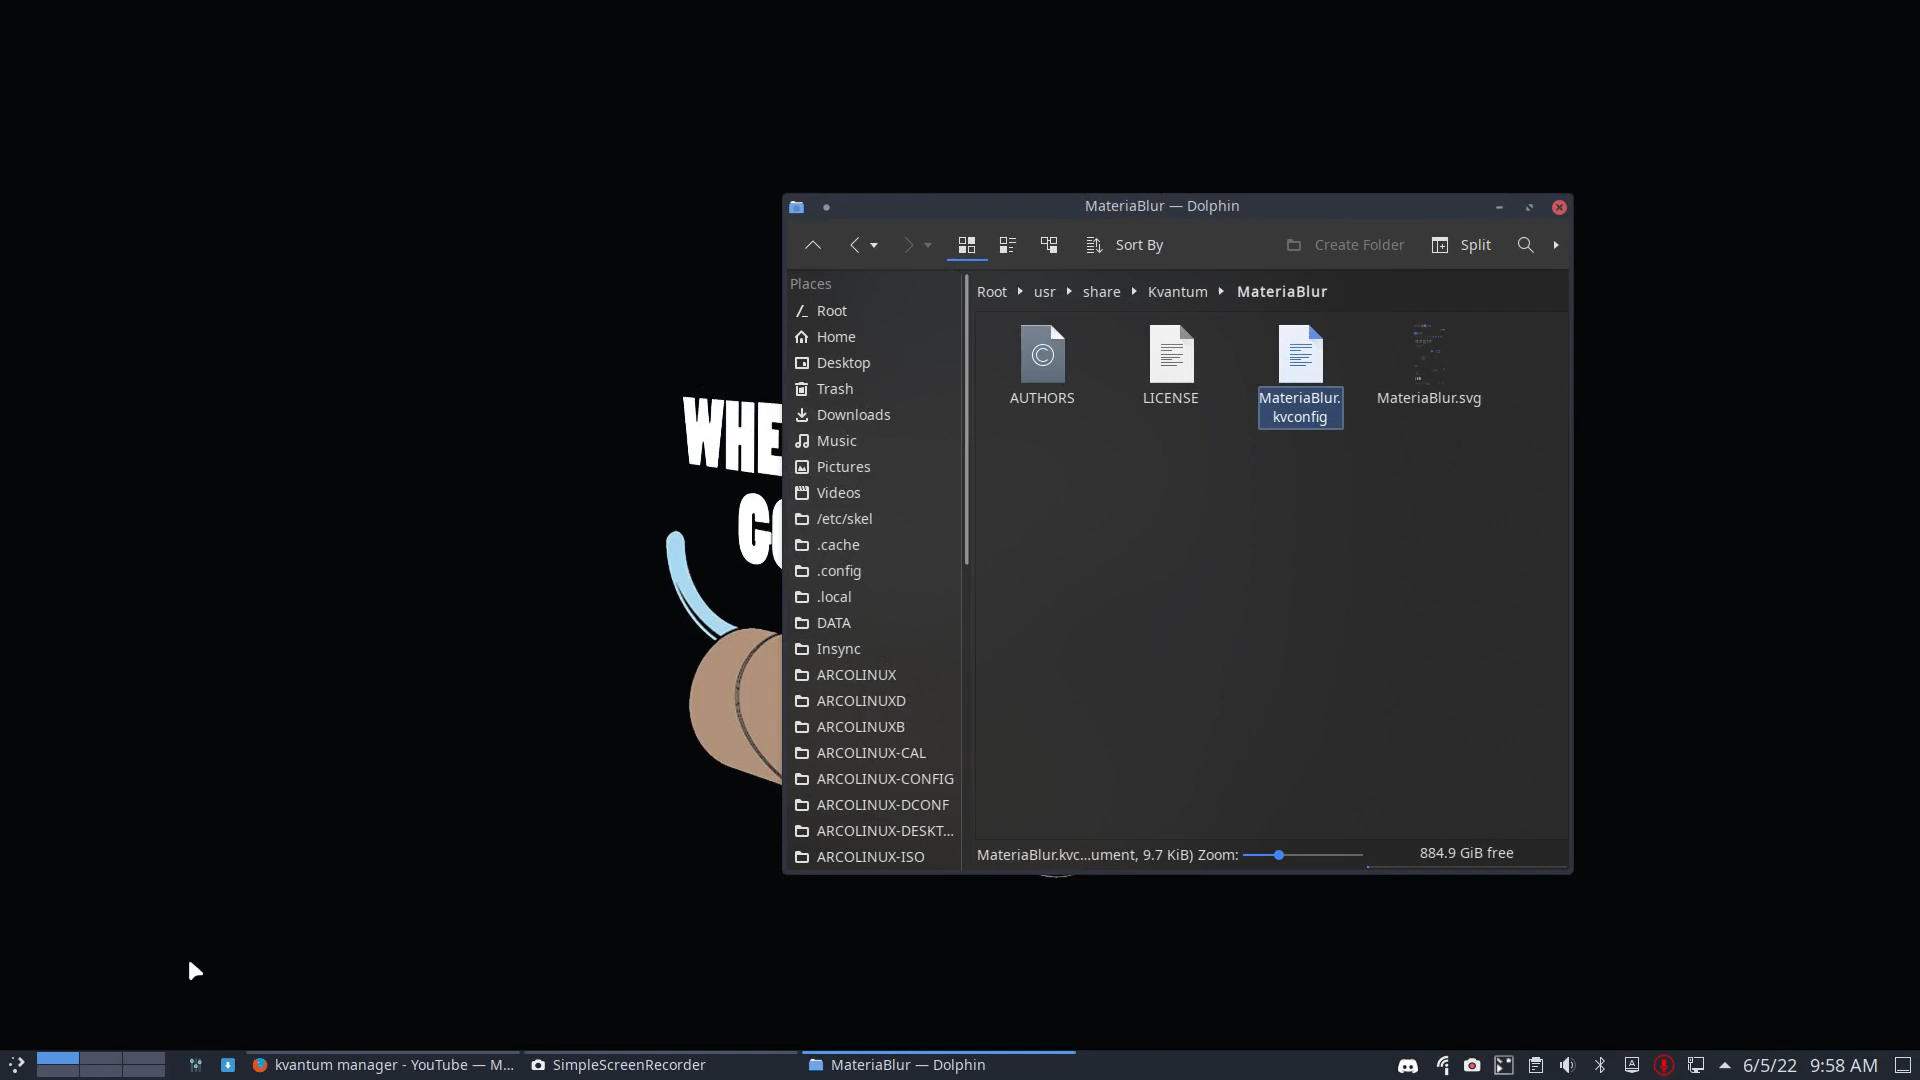 MateriaBlur — Dolphin
Sort By
Create Folder
Split
Places
Root
Home
Desktop
Trash
Downloads
Music
Pictures
Videos
/etc/skel
.cache
.config
.local
DATA
Insync
ARCOLINUX
ARCOLINUXD
ARCOLINUXB
ARCOLINUX-CAL
ARCOLINUX-CONFIG
ARCOLINUX-DCONF
ARCOLINUX-DESKT...
ARCOLINUX-ISO
Root usr share Kvantum MateriaBlur
AUTHORS
LICENSE
MateriaBlur.
kvconfig
MateriaBlur.svg
MateriaBlur.kvc...ument, 9.7 KiB) Zoom:
884.9 GiB free
WHE
GO
kvantum manager - YouTube — M...
SimpleScreenRecorder
MateriaBlur — Dolphin
6/5/22 9:58 AM